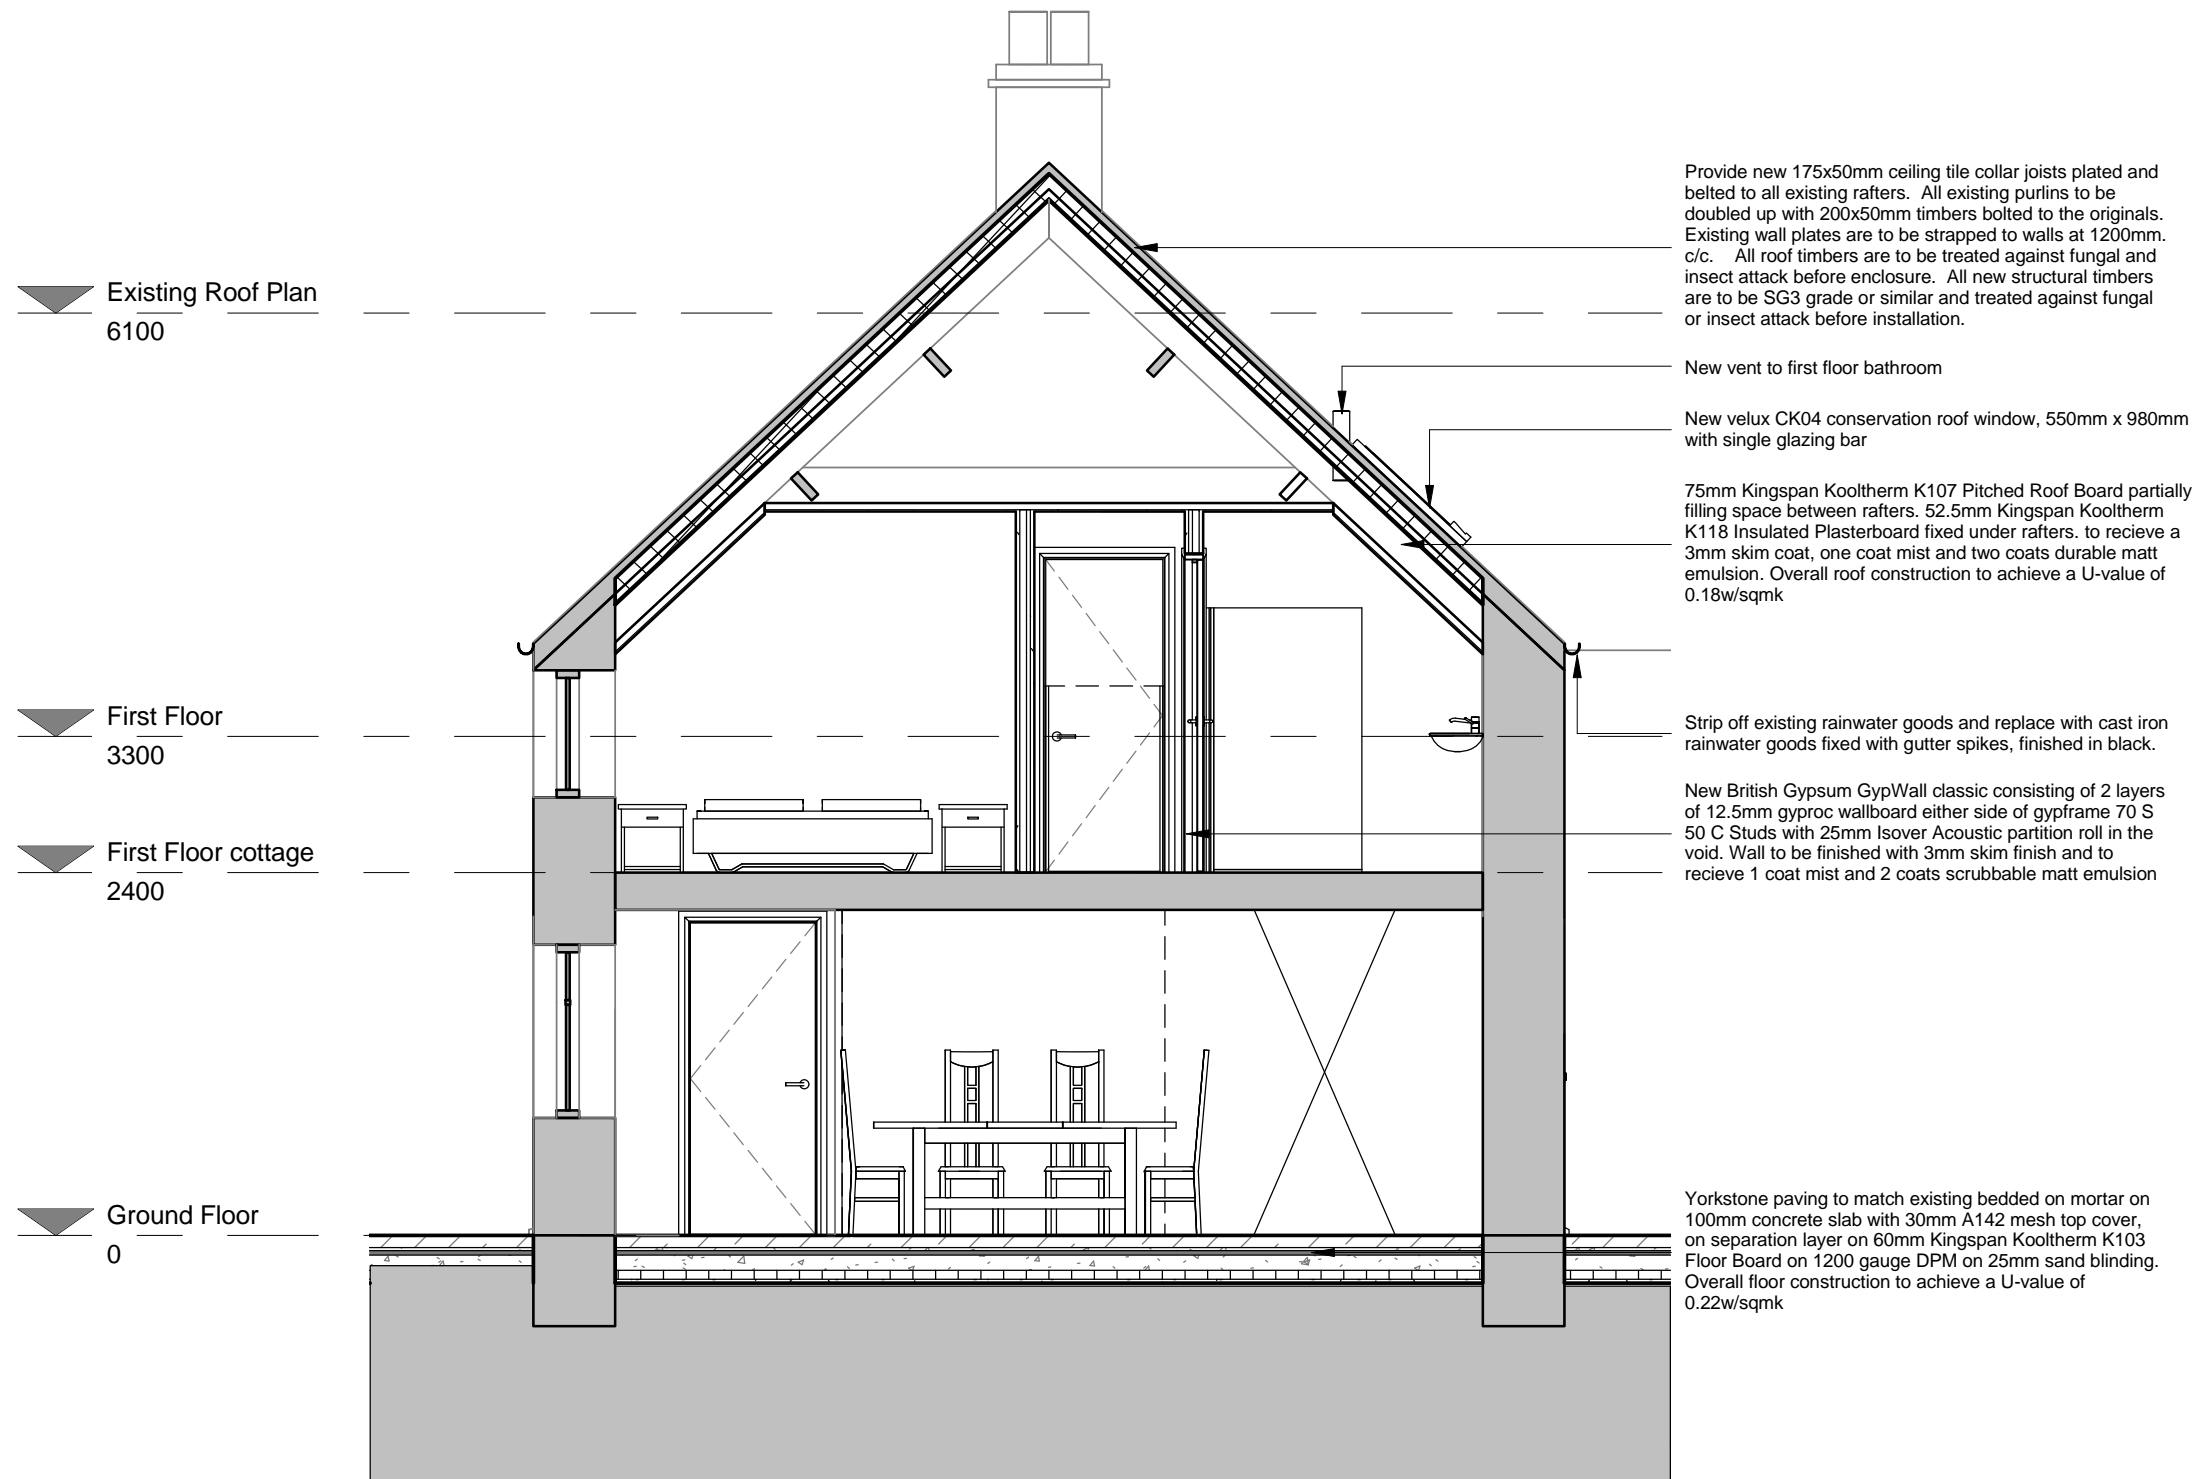 Provide new 175x50mm ceiling tile collar joists plated and
belted to all existing rafters. All existing purlins to be
doubled up with 200x50mm timbers bolted to the originals.
Existing wall plates are to be strapped to walls at 1200mm.
c/c. All roof timbers are to be treated against fungal and
insect attack before enclosure. All new structural timbers
are to be SG3 grade or similar and treated against fungal
or insect attack before installation.
Existing Roof Plan
6100
New vent to first floor bathroom
New velux CK04 conservation roof window, 550mm x 980mm
with single glazing bar
75mm Kingspan Kooltherm K107 Pitched Roof Board partially
filling space between rafters. 52.5mm Kingspan Kooltherm
K118 Insulated Plasterboard fixed under rafters. to recieve a
3mm skim coat, one coat mist and two coats durable matt
emulsion. Overall roof construction to achieve a U-value of
0.18w/sqmk
First Floor
3300
Strip off existing rainwater goods and replace with cast iron
rainwater goods fixed with gutter spikes, finished in black.
New British Gypsum GypWall classic consisting of 2 layers
of 12.5mm gyproc wallboard either side of gypframe 70 S
50 C Studs with 25mm Isover Acoustic partition roll in the
void. Wall to be finished with 3mm skim finish and to
recieve 1 coat mist and 2 coats scrubbable matt emulsion
First Floor cottage
2400
Ground Floor
0
Yorkstone paving to match existing bedded on mortar on
100mm concrete slab with 30mm A142 mesh top cover,
on separation layer on 60mm Kingspan Kooltherm K103
Floor Board on 1200 gauge DPM on 25mm sand blinding.
Overall floor construction to achieve a U-value of
0.22w/sqmk